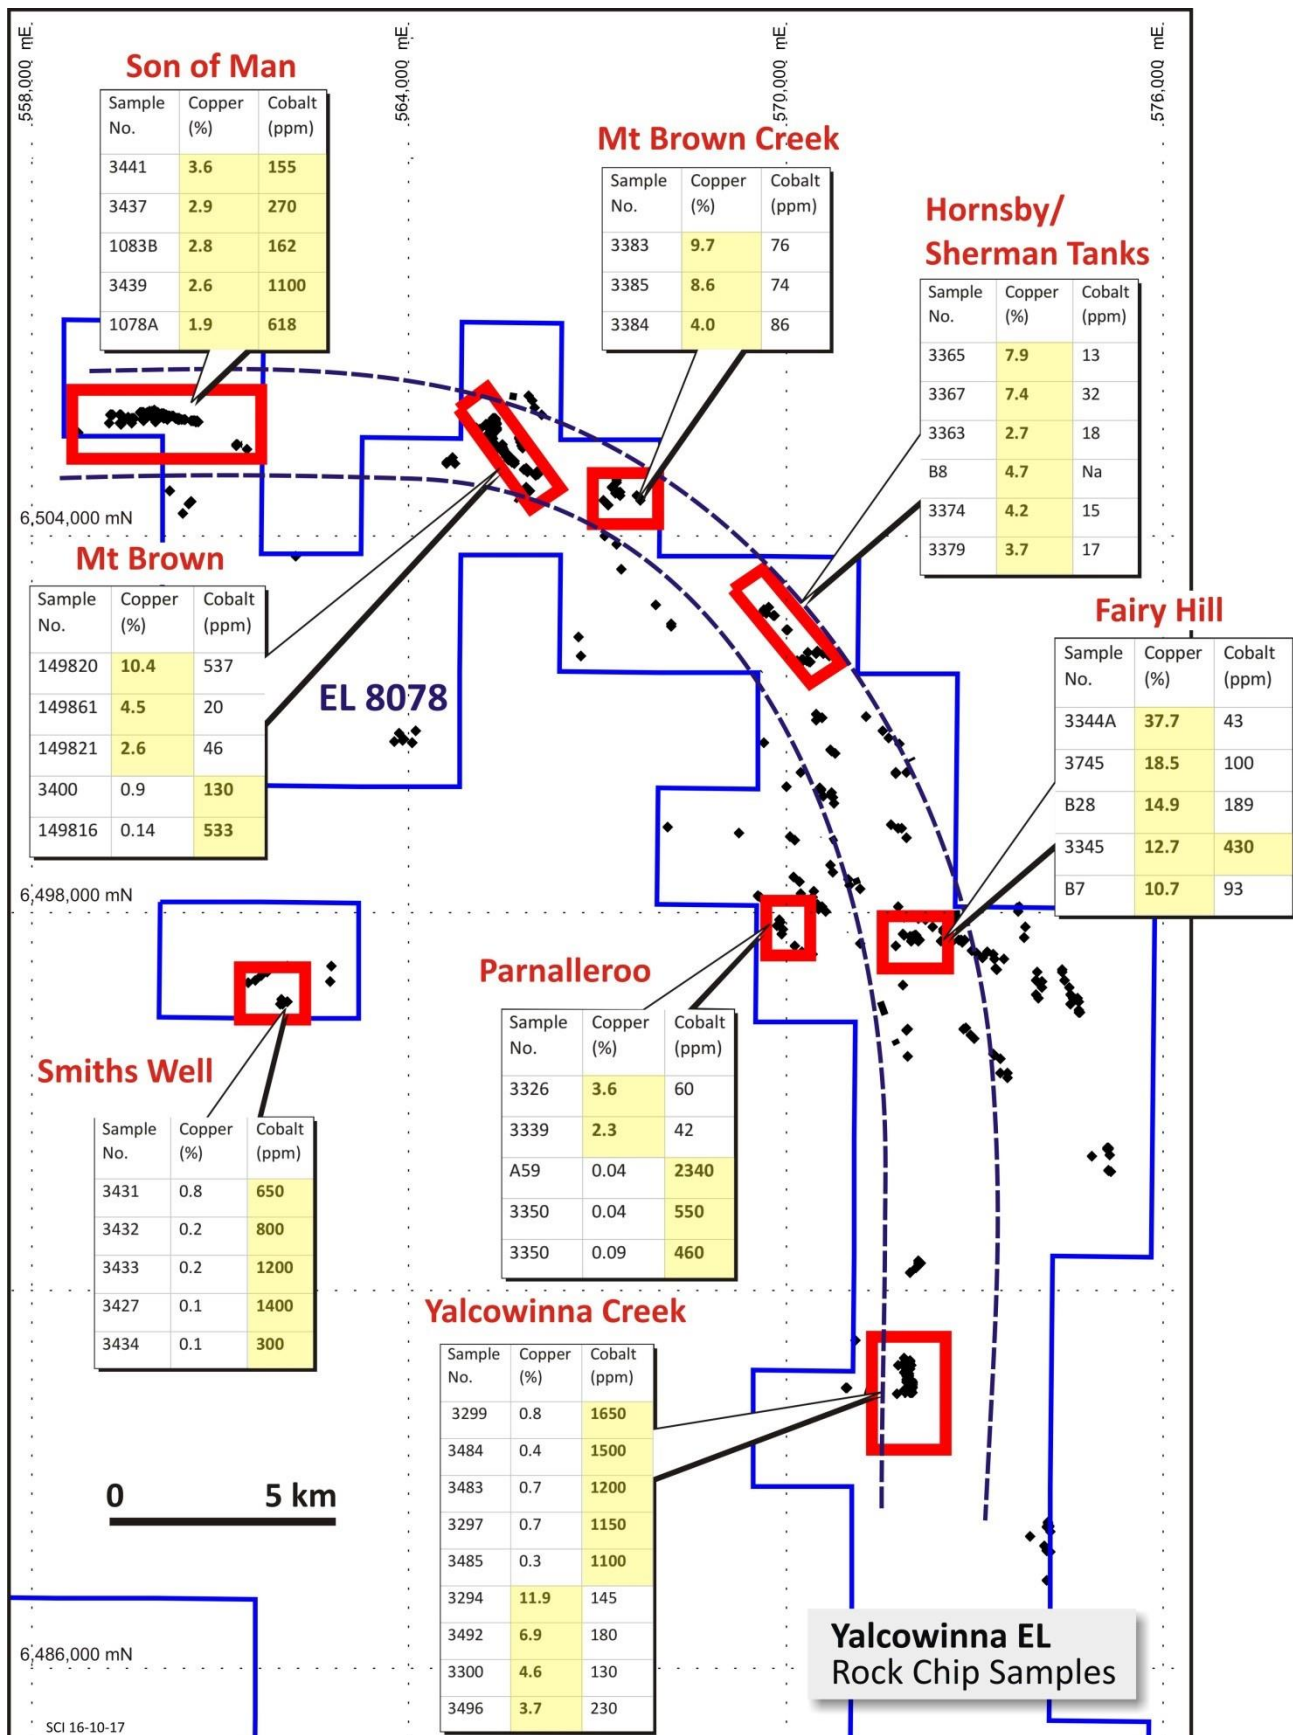 558,000 mE.
564,000 mE.
570,000 mE.
576,000 mE.
Son of Man
Sample No. Copper (%) Cobalt (ppm)
3441 3.6 155
3437 2.9 270
1083B 2.8 162
3439 2.6 1100
1078A 1.9 618
Mt Brown Creek
Sample No. Copper (%) Cobalt (ppm)
3383 9.7 76
3385 8.6 74
3384 4.0 86
Hornsby/
Sherman Tanks
Sample No. Copper (%) Cobalt (ppm)
3365 7.9 13
3367 7.4 32
3363 2.7 18
B8 4.7 Na
3374 4.2 15
3379 3.7 17
6,504,000 mN
Mt Brown
Sample No. Copper (%) Cobalt (ppm)
149820 10.4 537
149861 4.5 20
149821 2.6 46
3400 0.9 130
149816 0.14 533
EL 8078
Fairy Hill
Sample No. Copper (%) Cobalt (ppm)
3344A 37.7 43
3745 18.5 100
B28 14.9 189
3345 12.7 430
B7 10.7 93
6,498,000 mN
Parnalleroo
Sample No. Copper (%) Cobalt (ppm)
3326 3.6 60
3339 2.3 42
A59 0.04 2340
3350 0.04 550
3350 0.09 460
Smiths Well
Sample No. Copper (%) Cobalt (ppm)
3431 0.8 650
3432 0.2 800
3433 0.2 1200
3427 0.1 1400
3434 0.1 300
Yalcowinna Creek
Sample No. Copper (%) Cobalt (ppm)
3299 0.8 1650
3484 0.4 1500
3483 0.7 1200
3297 0.7 1150
3485 0.3 1100
3294 11.9 145
3492 6.9 180
3300 4.6 130
3496 3.7 230
0 5 km
6,486,000 mN
Yalcowinna EL
Rock Chip Samples
SCI 16-10-17